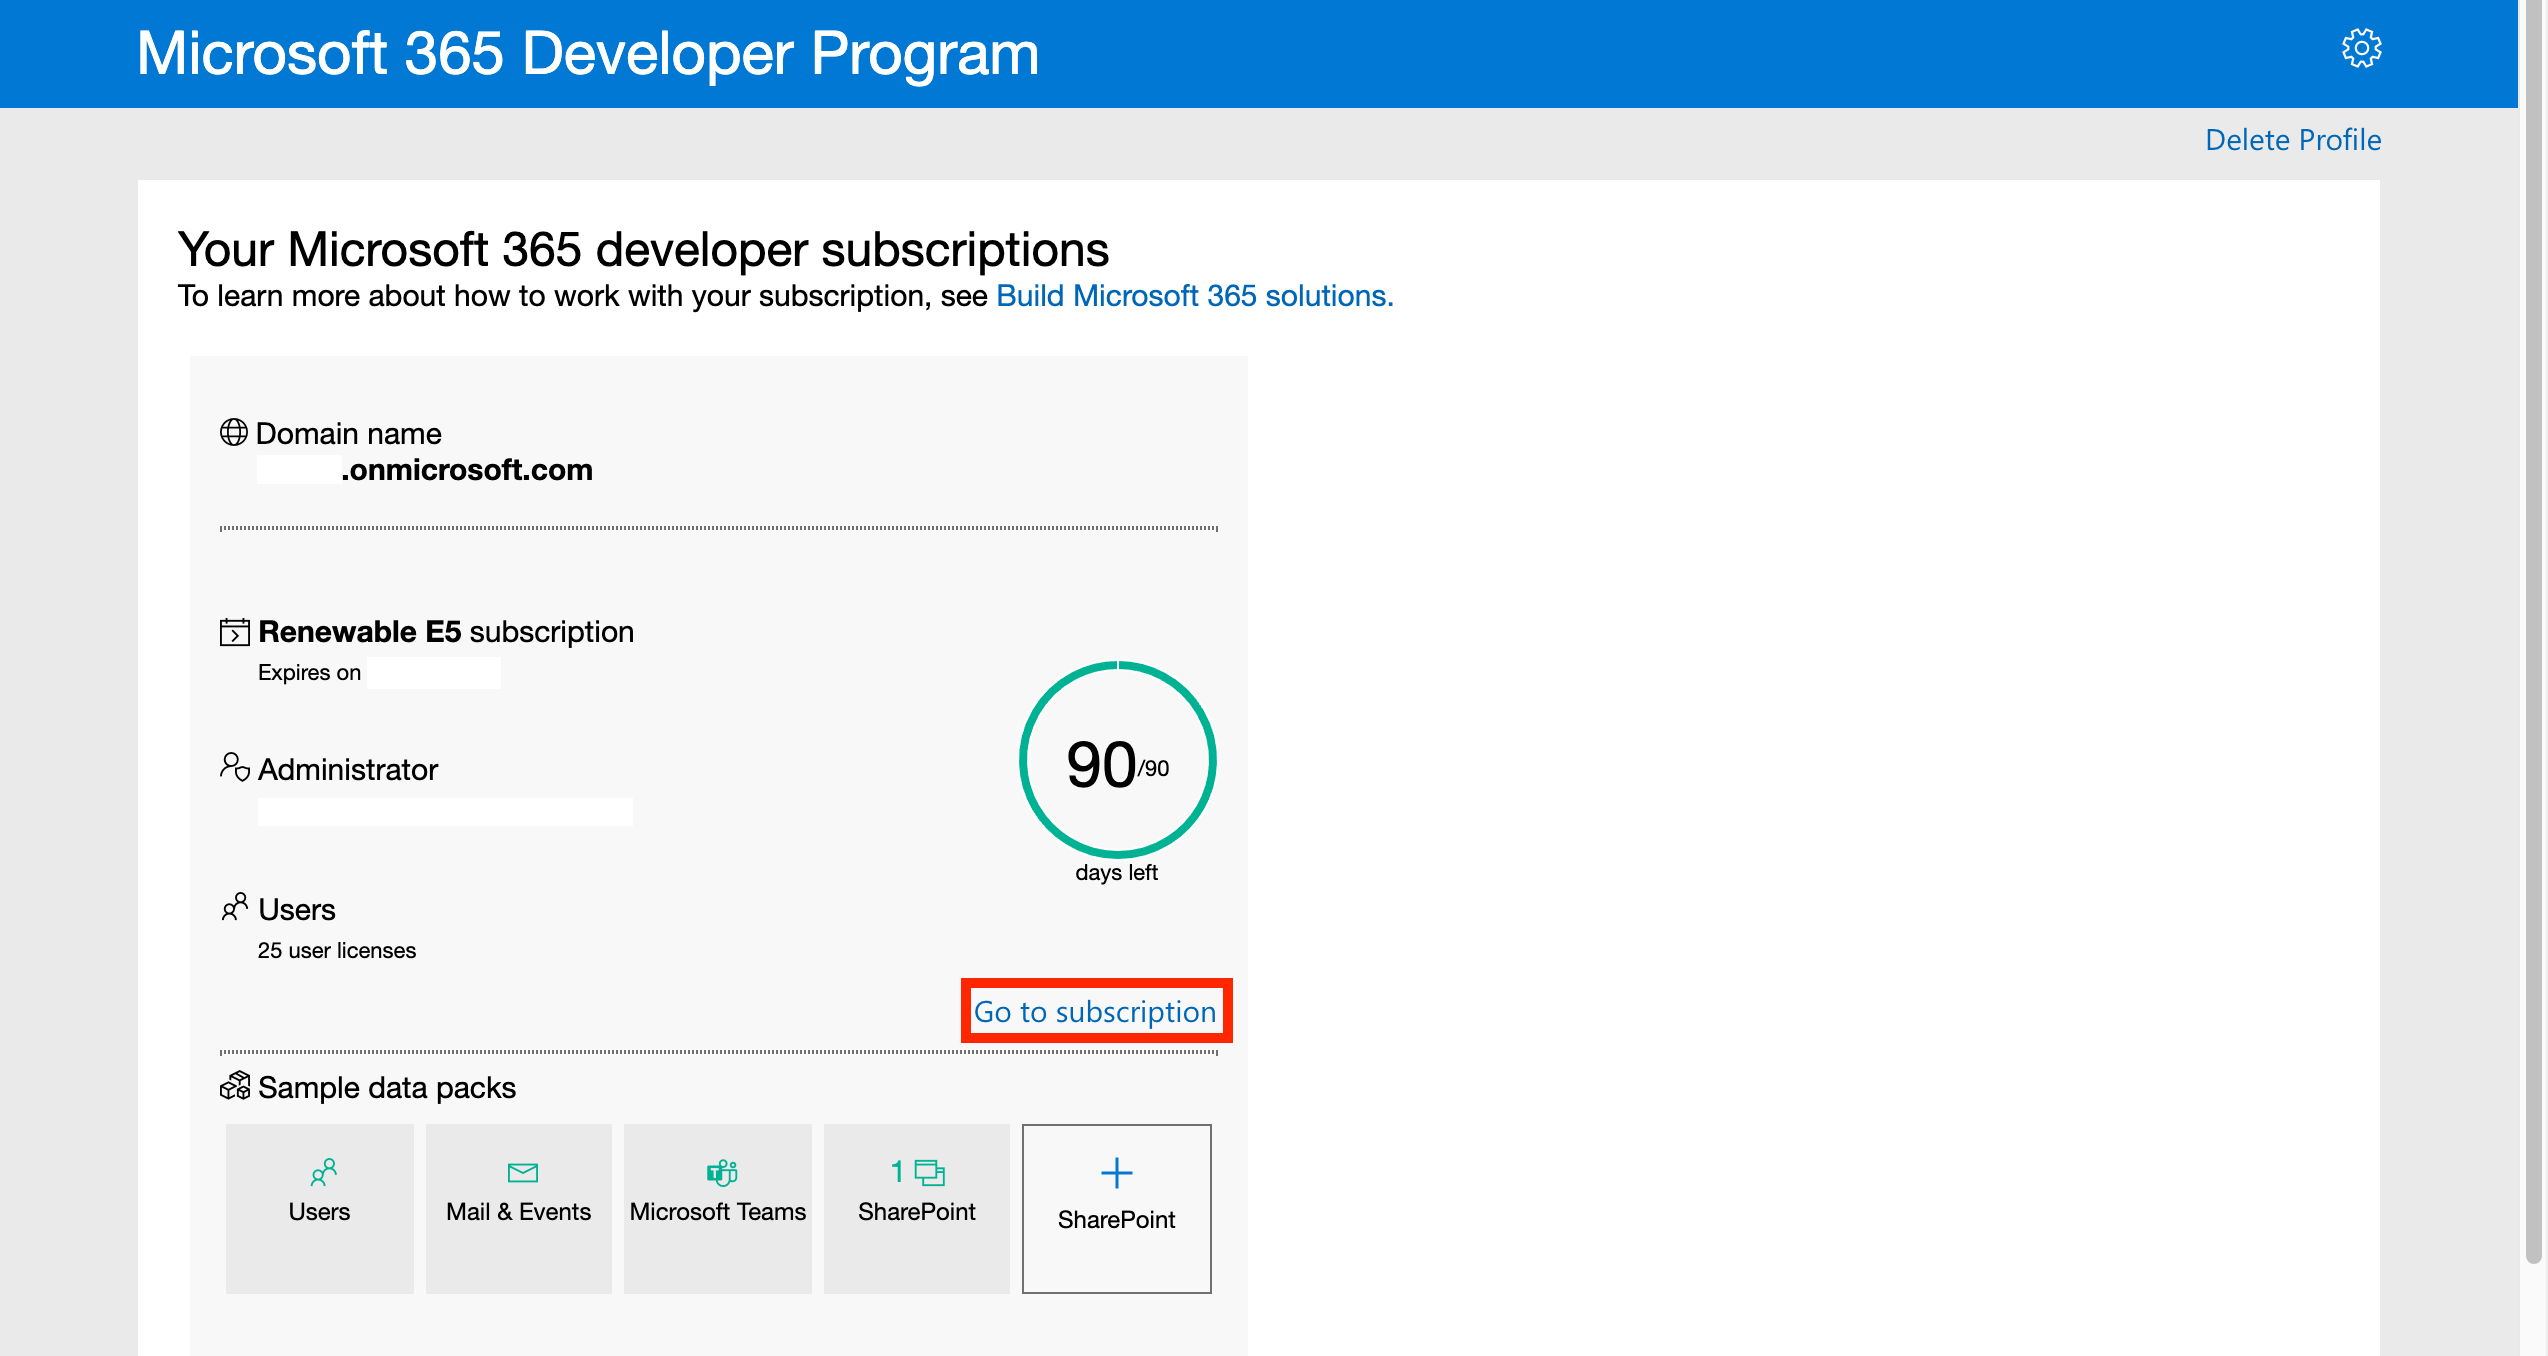 Microsoft 365 Developer Program
Delete Profile
Your Microsoft 365 developer subscriptions
To learn more about how to work with your subscription, see Build Microsoft 365 solutions.
Domain name
.onmicrosoft.com
Renewable E5 subscription
Expires on
90/90
days left
Administrator
Users
25 user licenses
Go to subscription
Sample data packs
Users
Mail & Events
T
Microsoft Teams
1
SharePoint
SharePoint